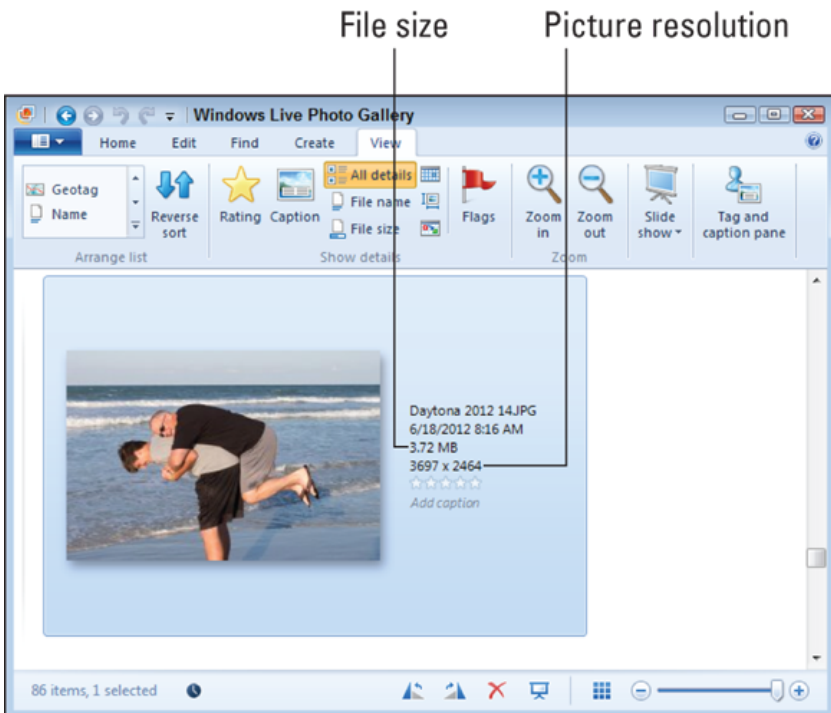 File size
Picture resolution
Windows Live Photo Gallery
Home Edit Find Create View
Geotag
Name
Reverse sort
Rating
Caption
All details
File name
File size
Flags
Zoom in
Zoom out
Slide show
Tag and caption pane
Arrange list
Show details
Zoom
Daytona 2012 14.JPG
6/18/2012 8:16 AM
3.72 MB
3697 x 2464
Add caption
86 items, 1 selected